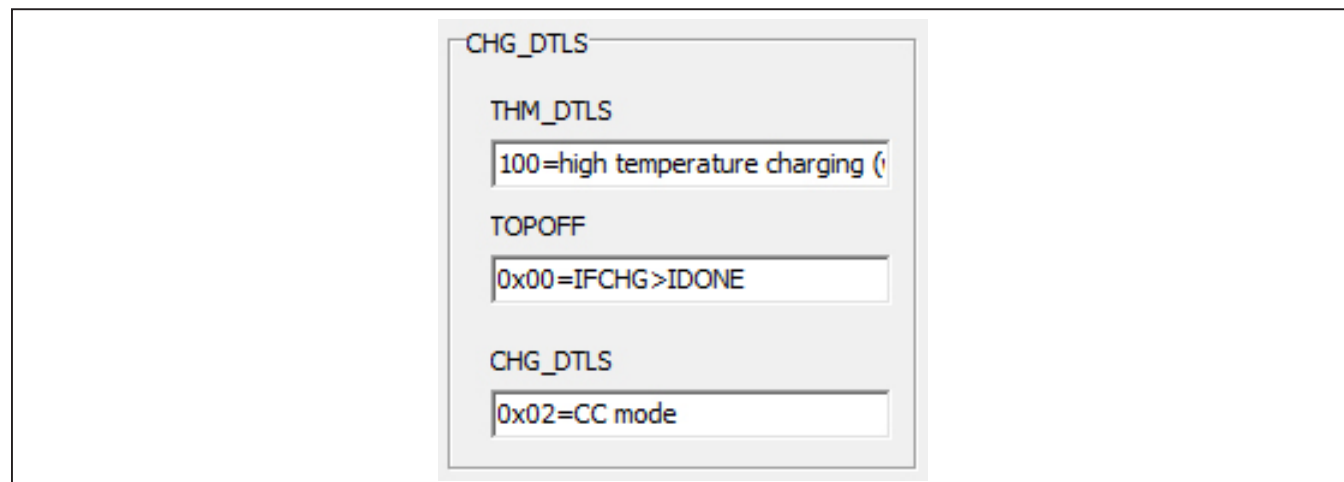 CHG_DTLS
THM_DTLS
100=high temperature charging (
TOPOFF
0x00=IFCHG>IDONE
CHG_DTLS
0x02=CC mode